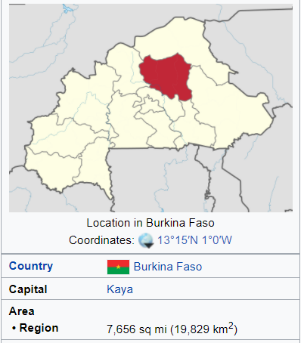 Location in Burkina Faso
Coordinates: 13°15′N 1°0′W
Country Burkina Faso
Capital Kaya
Area
• Region 7,656 sq mi (19,829 km²)